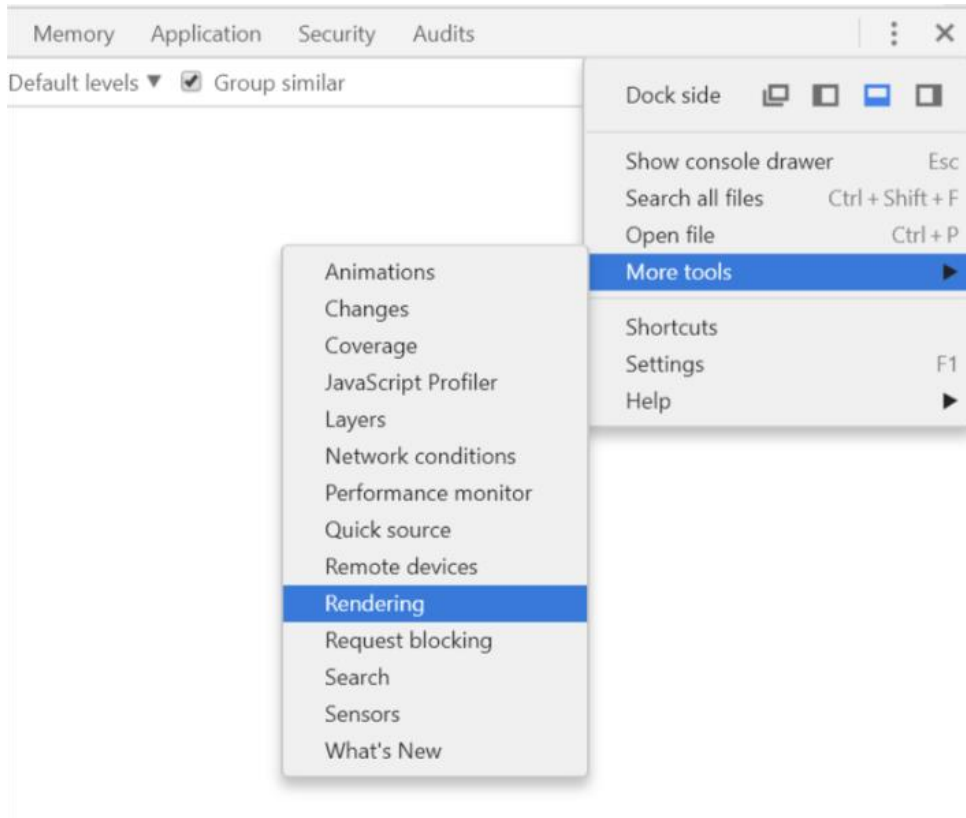 Memory Application Security Audits
Default levels ▼ Group similar
Dock side
Show console drawer Esc
Search all files Ctrl + Shift + F
Open file Ctrl + P
More tools ▶
Shortcuts
Settings F1
Help ▶
Animations
Changes
Coverage
JavaScript Profiler
Layers
Network conditions
Performance monitor
Quick source
Remote devices
Rendering
Request blocking
Search
Sensors
What's New